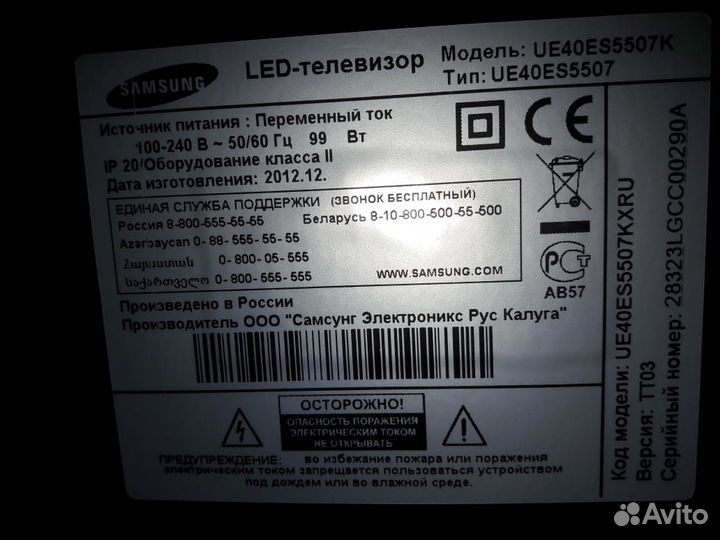 SAMSUNG
LED-телевизор
Модель: UE40ES5507K
Тип: UE40ES5507
Источник питания : Переменный ток
100-240 В ~ 50/60 Гц 99 Вт
IP 20/Оборудование класса II
Дата изготовления: 2012.12.
ЕДИНАЯ СЛУЖБА ПОДДЕРЖКИ (ЗВОНОК БЕСПЛАТНЫЙ)
Россия 8-800-555-55-55 Беларусь 8-10-800-500-55-500
Azərbaycan 0- 88- 555- 55- 55
Հայաստան 0 - 800- 05 - 555
საქართველო 0 - 800- 555 - 555
WWW.SAMSUNG.COM
CE
РСТ
АВ57
Произведено в России
Производитель ООО "Самсунг Электроникс Рус Калуга"
ОСТОРОЖНО!
ОПАСНОСТЬ ПОРАЖЕНИЯ
ЭЛЕКТРИЧЕСКИМ ТОКОМ
НЕ ОТКРЫВАТЬ
ПРЕДУПРЕЖДЕНИЕ: во избежание пожара или поражения
электрическим током запрещается пользоваться устройством
под дождем или во влажной среде.
Код модели: UE40ES5507KXRU
Версия: TT03
Серийный номер: 28323LGCC00290A
Avito